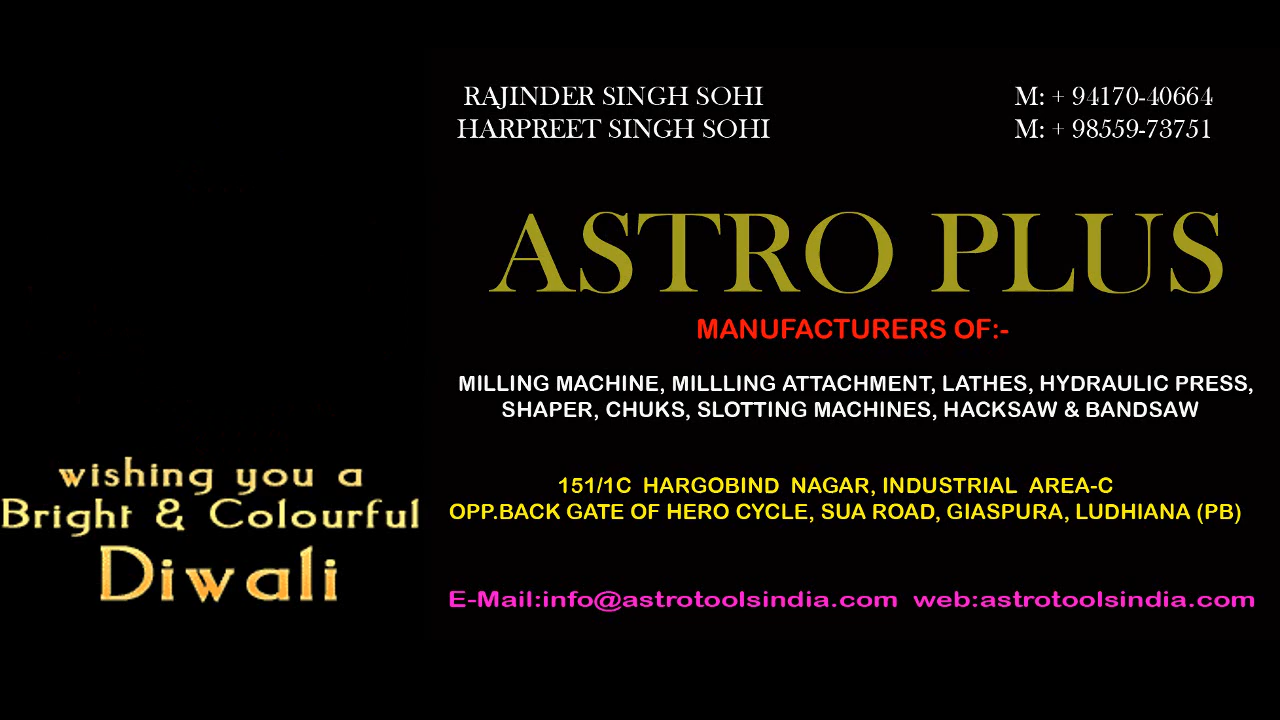 RAJINDER SINGH SOHI M: + 94170-40664
HARPREET SINGH SOHI M: + 98559-73751
ASTRO PLUS
MANUFACTURERS OF:-
MILLING MACHINE, MILLLING ATTACHMENT, LATHES, HYDRAULIC PRESS,
SHAPER, CHUKS, SLOTTING MACHINES, HACKSAW & BANDSAW
wishing you a
Bright & Colourful
Diwali
151/1C HARGOBIND NAGAR, INDUSTRIAL AREA-C
OPP.BACK GATE OF HERO CYCLE, SUA ROAD, GIASPURA, LUDHIANA (PB)
E-Mail:info@astrotoolsindia.com web:astrotoolsindia.com